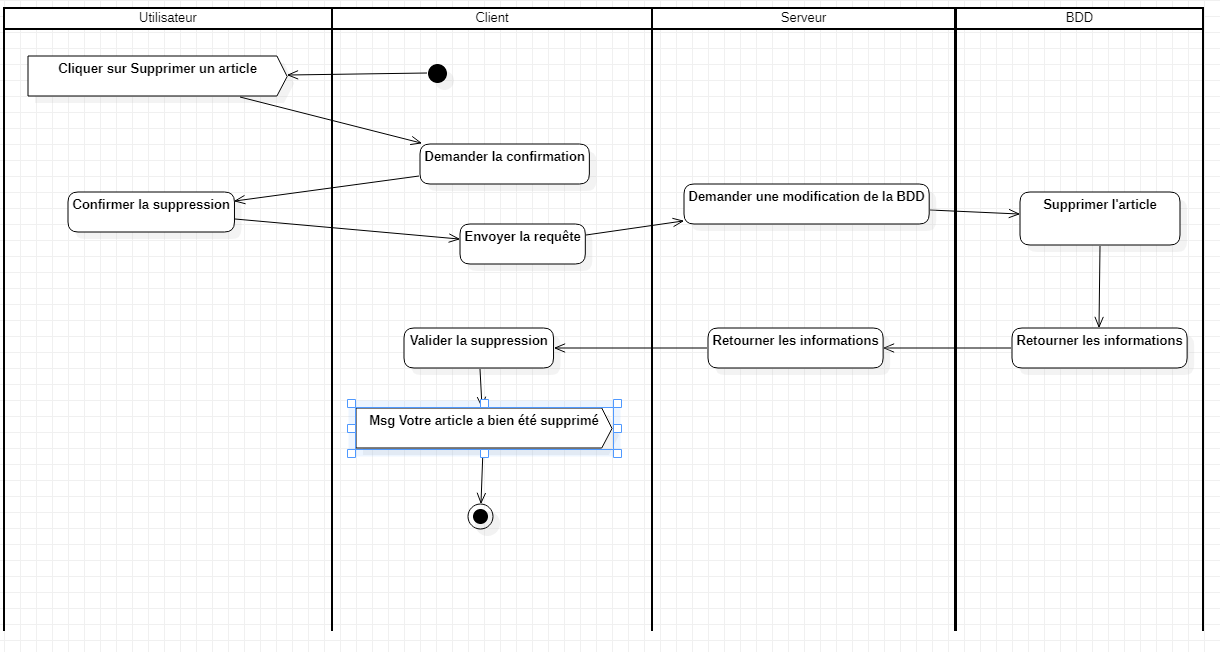 Utilisateur
Client
Serveur
BDD
Cliquer sur Supprimer un article
Demander la confirmation
Confirmer la suppression
Envoyer la requête
Demander une modification de la BDD
Supprimer l'article
Valider la suppression
Retourner les informations
Retourner les informations
Msg Votre article a bien été supprimé